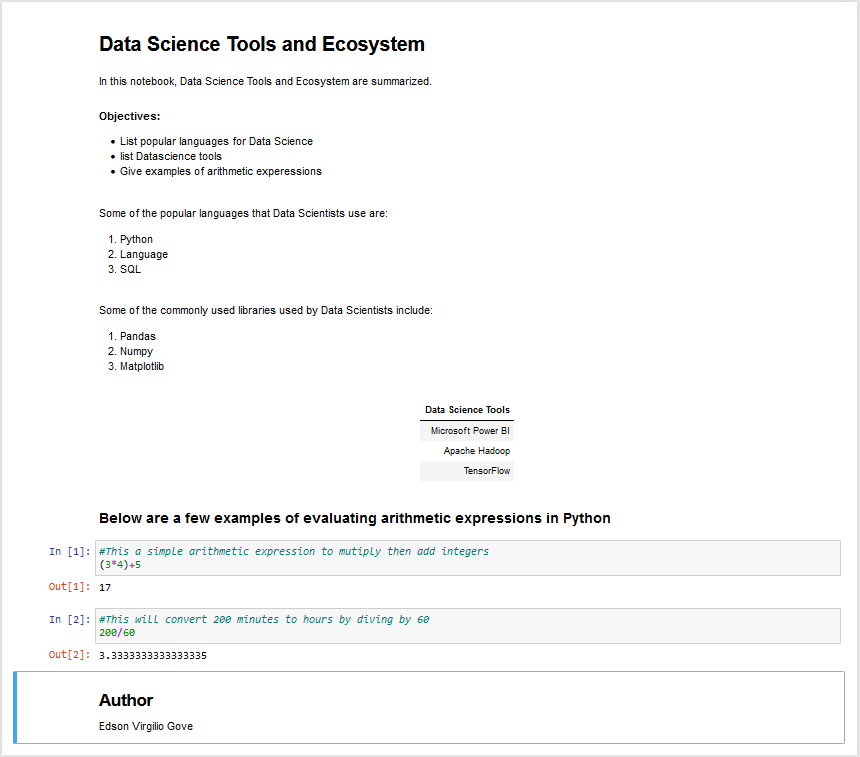 Data Science Tools and Ecosystem
In this notebook, Data Science Tools and Ecosystem are summarized.
Objectives:
• List popular languages for Data Science
• list Datascience tools
• Give examples of arithmetic experessions
Some of the popular languages that Data Scientists use are:
1. Python
2. Language
3. SQL
Some of the commonly used libraries used by Data Scientists include:
1. Pandas
2. Numpy
3. Matplotlib
Data Science Tools
Microsoft Power BI
Apache Hadoop
TensorFlow
Below are a few examples of evaluating arithmetic expressions in Python
In [1]: #This a simple arithmetic expression to mutiply then add integers
(3*4)+5
Out[1]: 17
In [2]: #This will convert 200 minutes to hours by diving by 60
200/60
Out[2]: 3.3333333333333335
Author
Edson Virgilio Gove